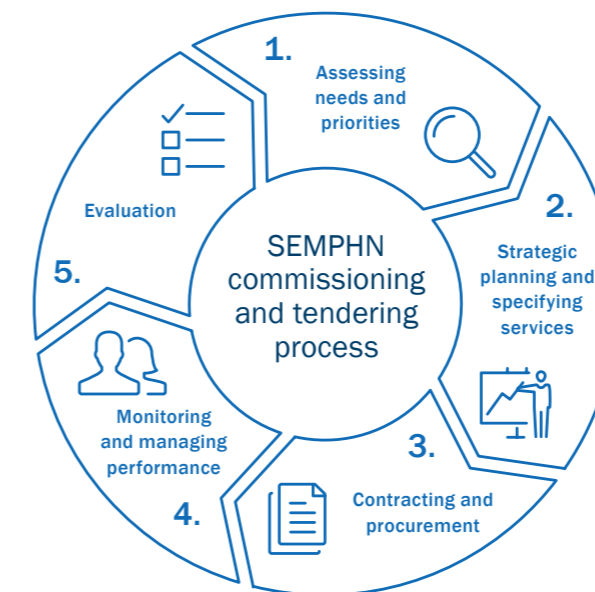 SEMPHN
commissioning
and tendering
process
1.
Assessing
needs and
priorities
2.
Strategic
planning and
specifying
services
3.
Contracting and
procurement
Monitoring
and managing
performance
4.
Evaluation
5.